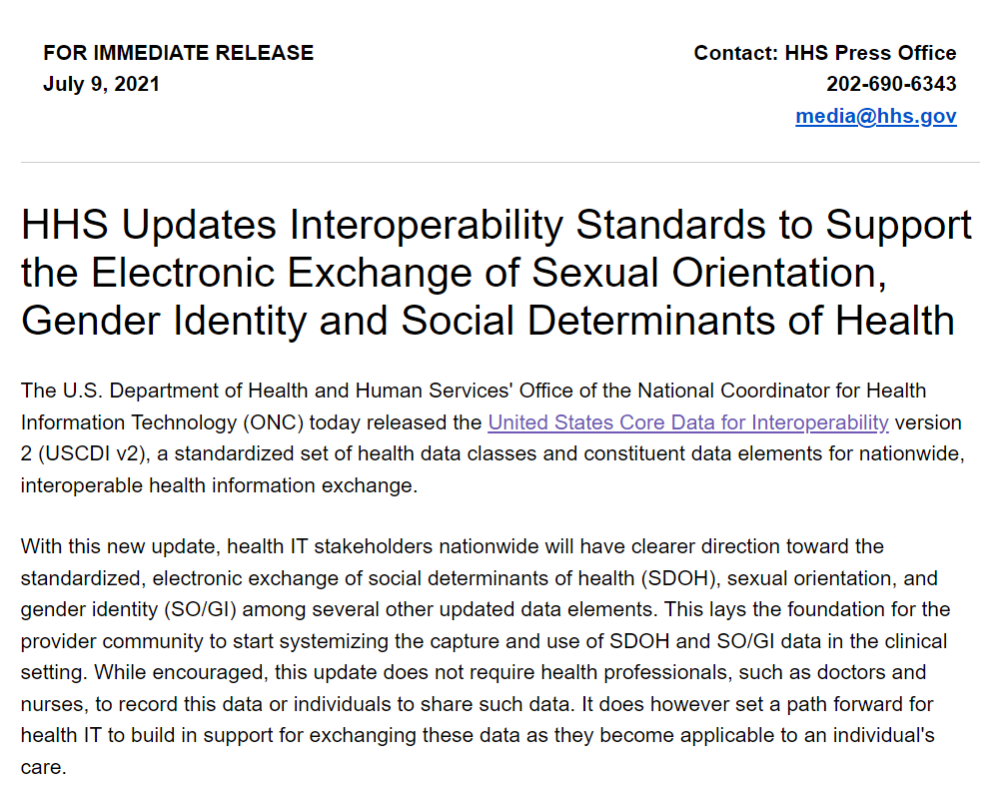 FOR IMMEDIATE RELEASE
July 9, 2021
Contact: HHS Press Office
202-690-6343
media@hhs.gov
HHS Updates Interoperability Standards to Support
the Electronic Exchange of Sexual Orientation,
Gender Identity and Social Determinants of Health
The U.S. Department of Health and Human Services' Office of the National Coordinator for Health
Information Technology (ONC) today released the United States Core Data for Interoperability version
2 (USCDI v2), a standardized set of health data classes and constituent data elements for nationwide,
interoperable health information exchange.
With this new update, health IT stakeholders nationwide will have clearer direction toward the
standardized, electronic exchange of social determinants of health (SDOH), sexual orientation, and
gender identity (SO/GI) among several other updated data elements. This lays the foundation for the
provider community to start systemizing the capture and use of SDOH and SO/GI data in the clinical
setting. While encouraged, this update does not require health professionals, such as doctors and
nurses, to record this data or individuals to share such data. It does however set a path forward for
health IT to build in support for exchanging these data as they become applicable to an individual's
care.